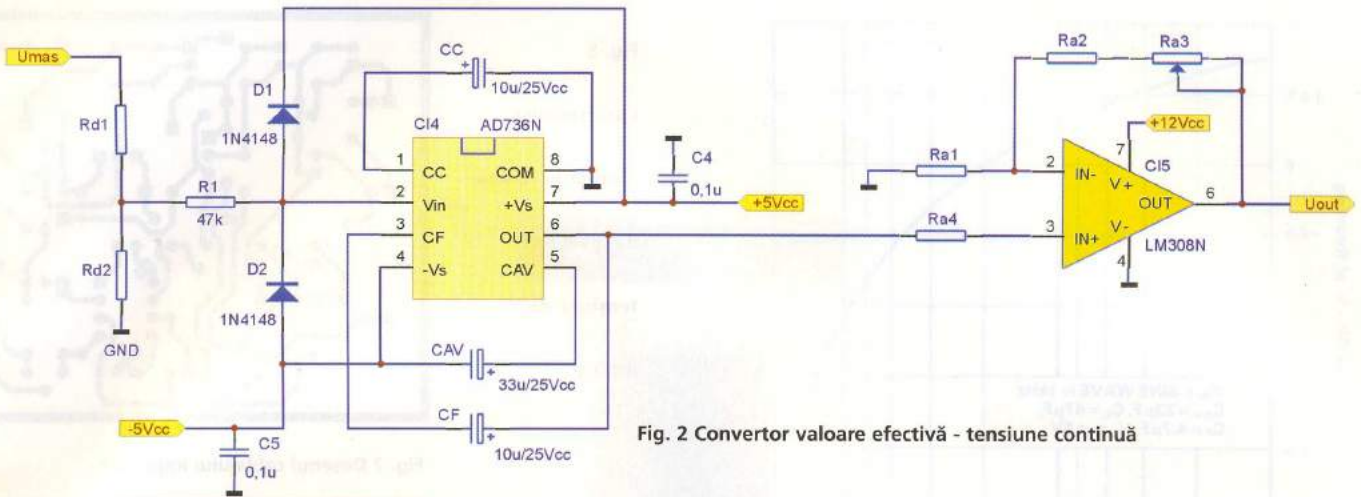 Umas
Rd1
Rd2
GND
R1
47k
D1
1N4148
D2
1N4148
-5Vcc
C5
0,1u
CC
+
10u/25Vcc
CI4
AD736N
1
CC
2
Vin
3
CF
4
-Vs
COM
8
+Vs
7
OUT
6
CAV
5
CAV
+
33u/25Vcc
CF
+
10u/25Vcc
C4
0,1u
+5Vcc
Ra1
Ra4
Ra2
Ra3
+12Vcc
7
CI5
2
IN-
V+
OUT
6
3
IN+
V-
4
LM308N
Uout
Fig. 2 Convertor valoare efectivă - tensiune continuă